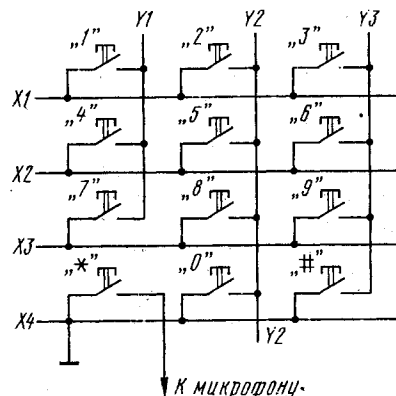 Y1 Y2 Y3
„1” „2” „3”
X1
„4” „5” „6”
X2
„7” „8” „9”
X3
„*” „0” „#”
X4
Y2
К микрофону.